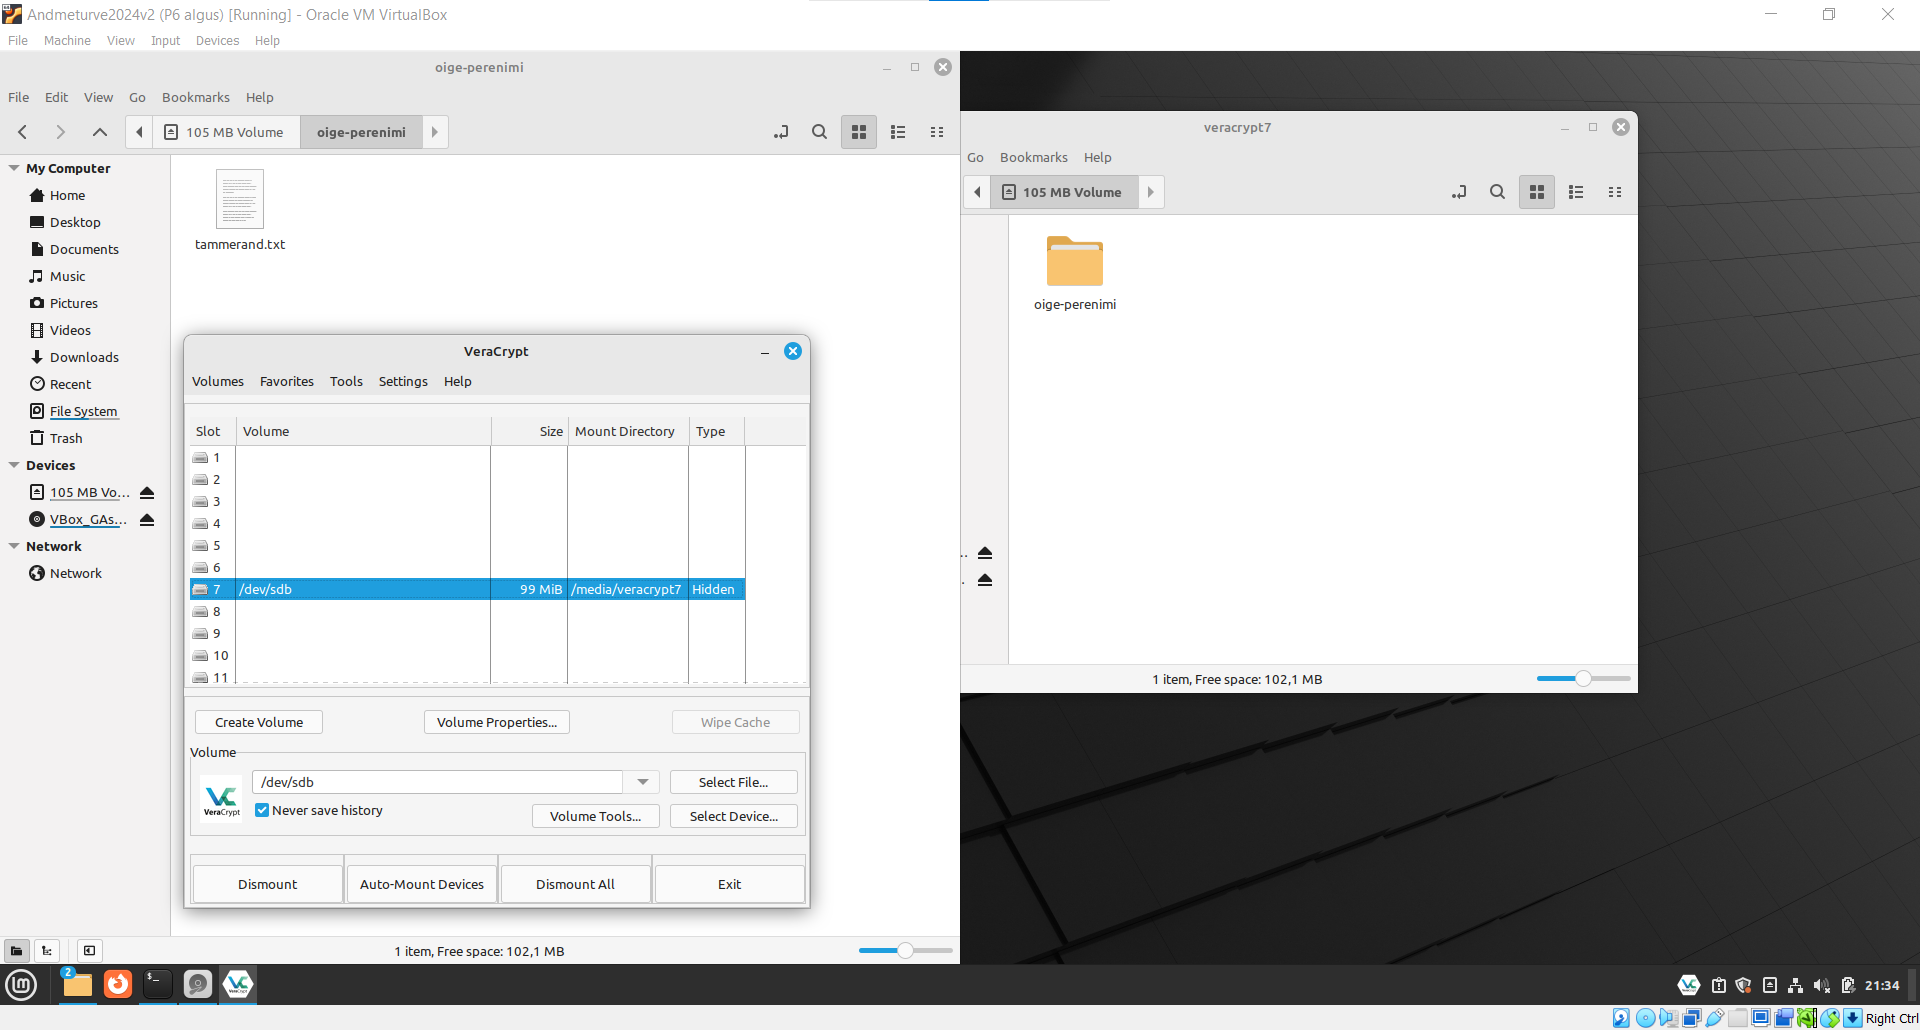 Andmeturve2024v2 (P6 algus) [Running] - Oracle VM VirtualBox
File Machine View Input Devices Help
oige-perenimi
File Edit View Go Bookmarks Help
105 MB Volume oige-perenimi
My Computer
Home
Desktop
Documents
Music
Pictures
Videos
Downloads
Recent
File System
Trash
Devices
105 MB Vo...
VBox_GAs...
Network
Network
tammerand.txt
1 item, Free space: 102,1 MB
VeraCrypt
Volumes Favorites Tools Settings Help
Slot Volume Size Mount Directory Type
1
2
3
4
5
6
7 /dev/sdb 99 MiB /media/veracrypt7 Hidden
8
9
10
11
Create Volume Volume Properties... Wipe Cache
Volume
VeraCrypt
/dev/sdb Select File...
Never save history
Volume Tools... Select Device...
Dismount Auto-Mount Devices Dismount All Exit
veracrypt7
Go Bookmarks Help
105 MB Volume
oige-perenimi
1 item, Free space: 102,1 MB
2
21:34
Right Ctrl